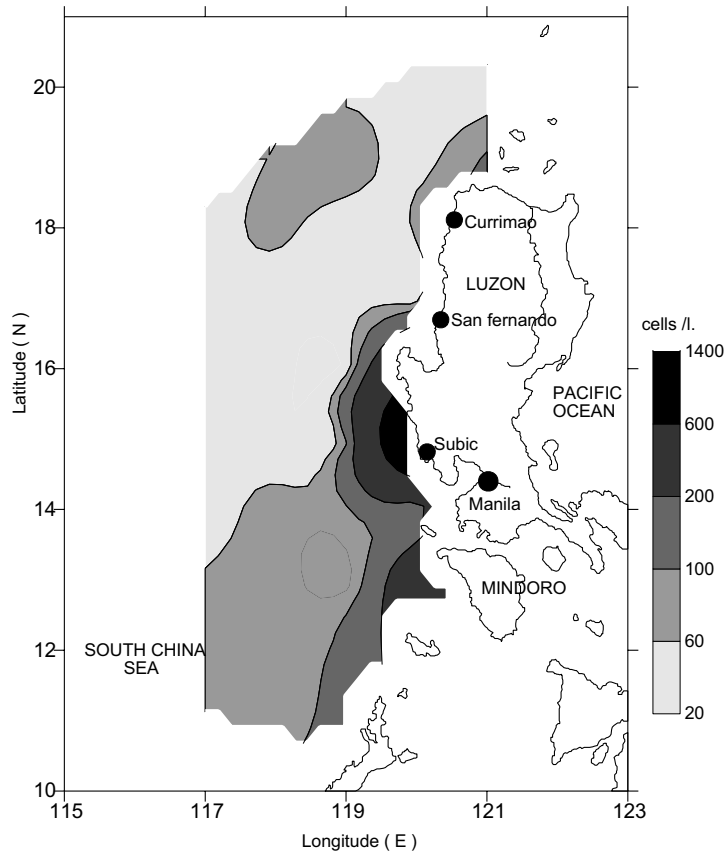 20
18
16
14
12
10
Latitude ( N )
115
117
119
121
123
Longitude ( E )
Currimao
LUZON
San fernando
PACIFIC
OCEAN
Subic
Manila
MINDORO
SOUTH CHINA
SEA
cells /l.
1400
600
200
100
60
20